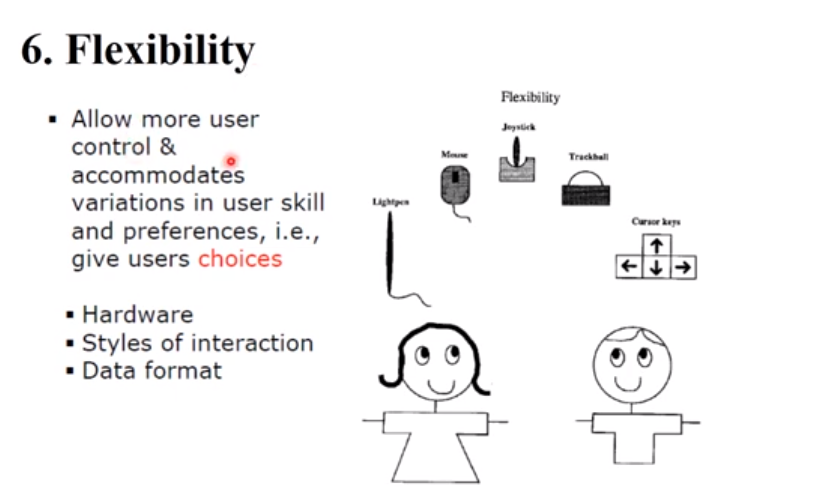 6. Flexibility
▪ Allow more user
control &
accommodates
variations in user skill
and preferences, i.e.,
give users choices
▪ Hardware
▪ Styles of interaction
▪ Data format
Flexibility
Joystick
Mouse
Trackball
Lightpen
Cursor keys